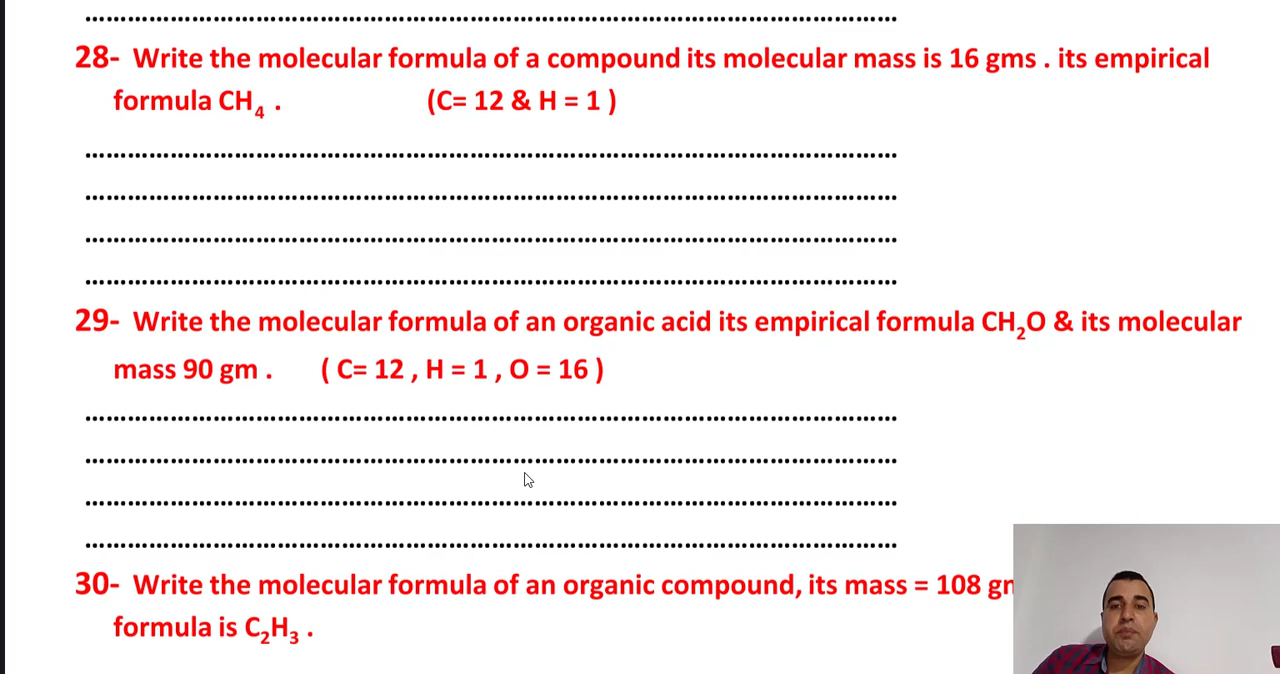 28- Write the molecular formula of a compound its molecular mass is 16 gms . its empirical
formula CH₄ . (C= 12 & H = 1 )
29- Write the molecular formula of an organic acid its empirical formula CH₂O & its molecular
mass 90 gm . ( C= 12 , H = 1 , O = 16 )
30- Write the molecular formula of an organic compound, its mass = 108
formula is C₂H₃ .